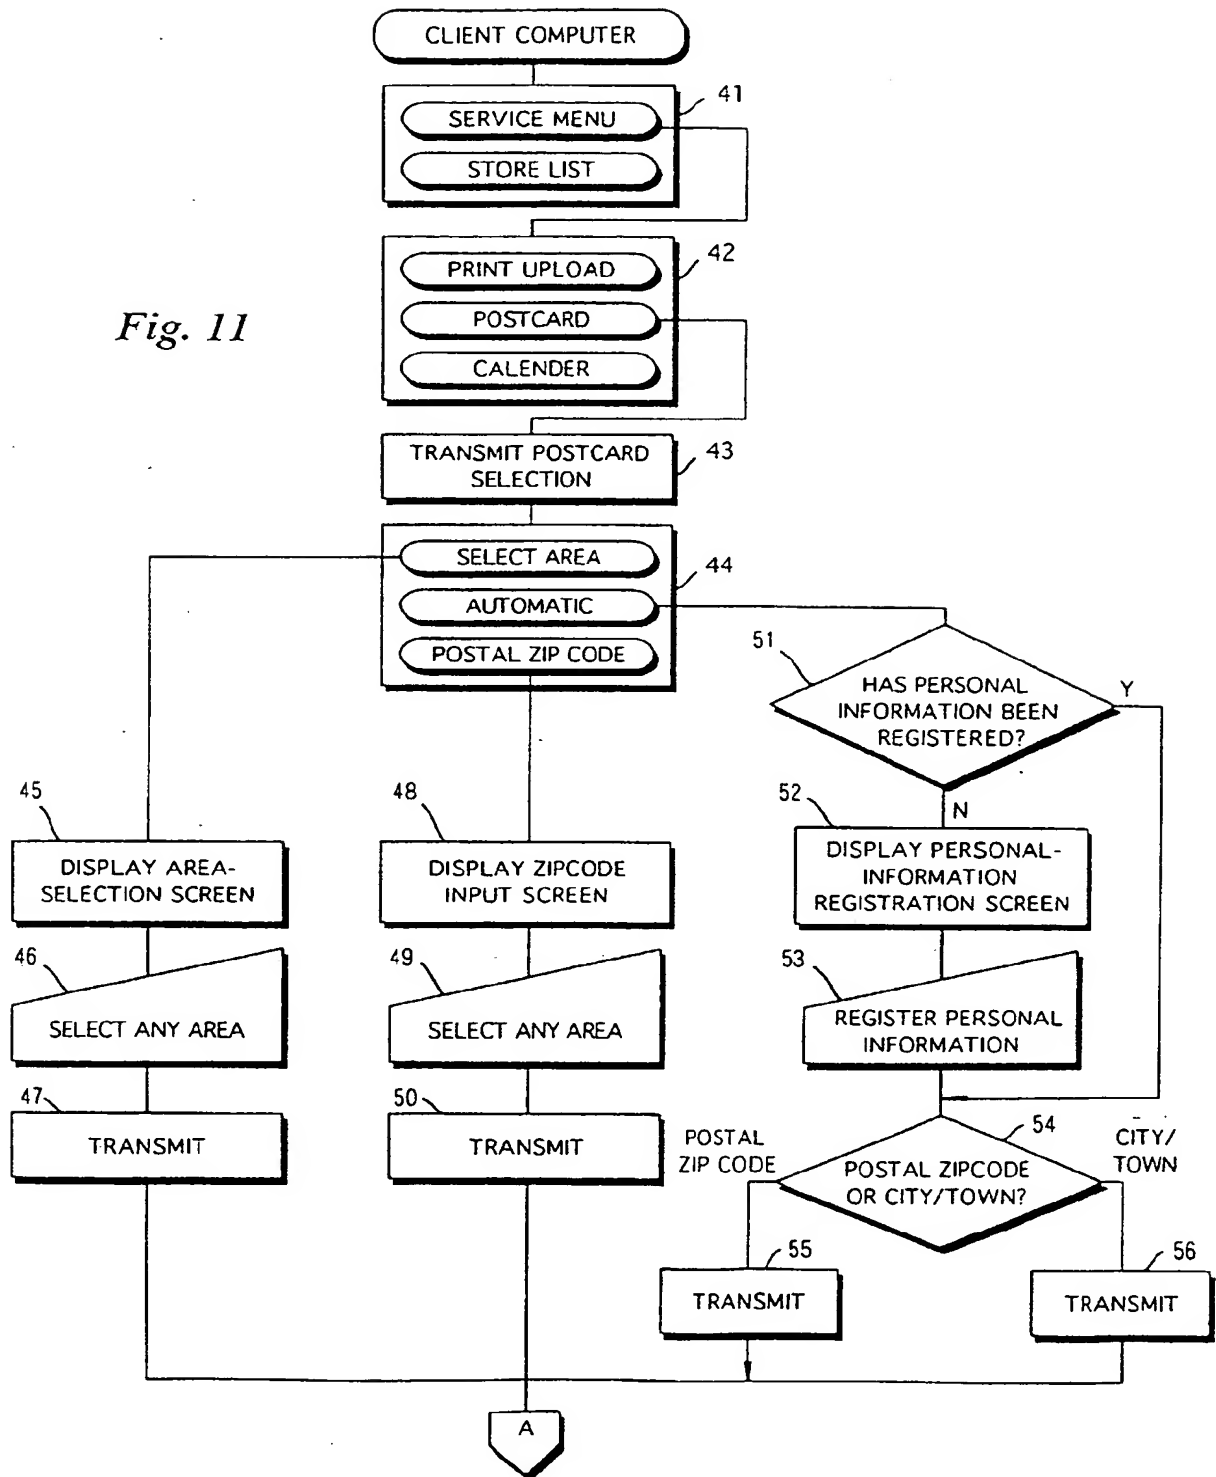 CLIENT COMPUTER
41
SERVICE MENU
STORE LIST
42
PRINT UPLOAD
POSTCARD
CALENDER
Fig. 11
TRANSMIT POSTCARD
SELECTION
43
44
SELECT AREA
AUTOMATIC
POSTAL ZIP CODE
51
HAS PERSONAL
INFORMATION BEEN
REGISTERED?
Y
N
45
DISPLAY AREA-
SELECTION SCREEN
46
SELECT ANY AREA
47
TRANSMIT
48
DISPLAY ZIPCODE
INPUT SCREEN
49
SELECT ANY AREA
50
TRANSMIT
52
DISPLAY PERSONAL-
INFORMATION
REGISTRATION SCREEN
53
REGISTER PERSONAL
INFORMATION
54
POSTAL
ZIP CODE
POSTAL ZIPCODE
OR CITY/TOWN?
CITY/
TOWN
55
TRANSMIT
56
TRANSMIT
A